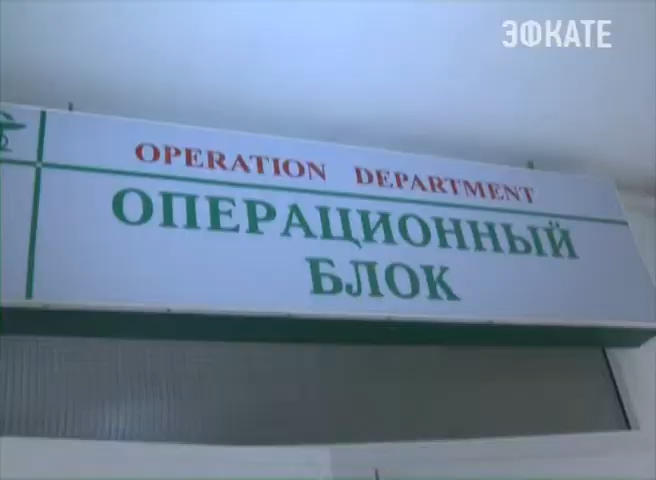 ЭФКАТЕ
OPERATION DEPARTMENT
ОПЕРАЦИОННЫЙ
БЛОК